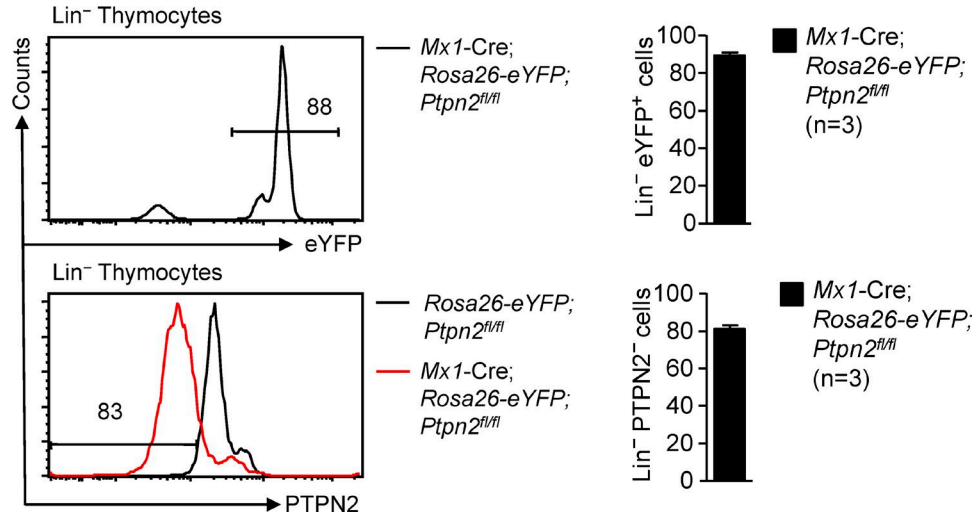 Lin⁻ Thymocytes
Counts
88
eYFP
Mx1-Cre;
Rosa26-eYFP;
Ptpn2fl/fl
Lin⁻ eYFP⁺ cells
100
80
60
40
20
0
Mx1-Cre;
Rosa26-eYFP;
Ptpn2fl/fl
(n=3)
Lin⁻ Thymocytes
83
PTPN2
Rosa26-eYFP;
Ptpn2fl/fl
Mx1-Cre;
Rosa26-eYFP;
Ptpn2fl/fl
Lin⁻ PTPN2⁻ cells
100
80
60
40
20
0
Mx1-Cre;
Rosa26-eYFP;
Ptpn2fl/fl
(n=3)